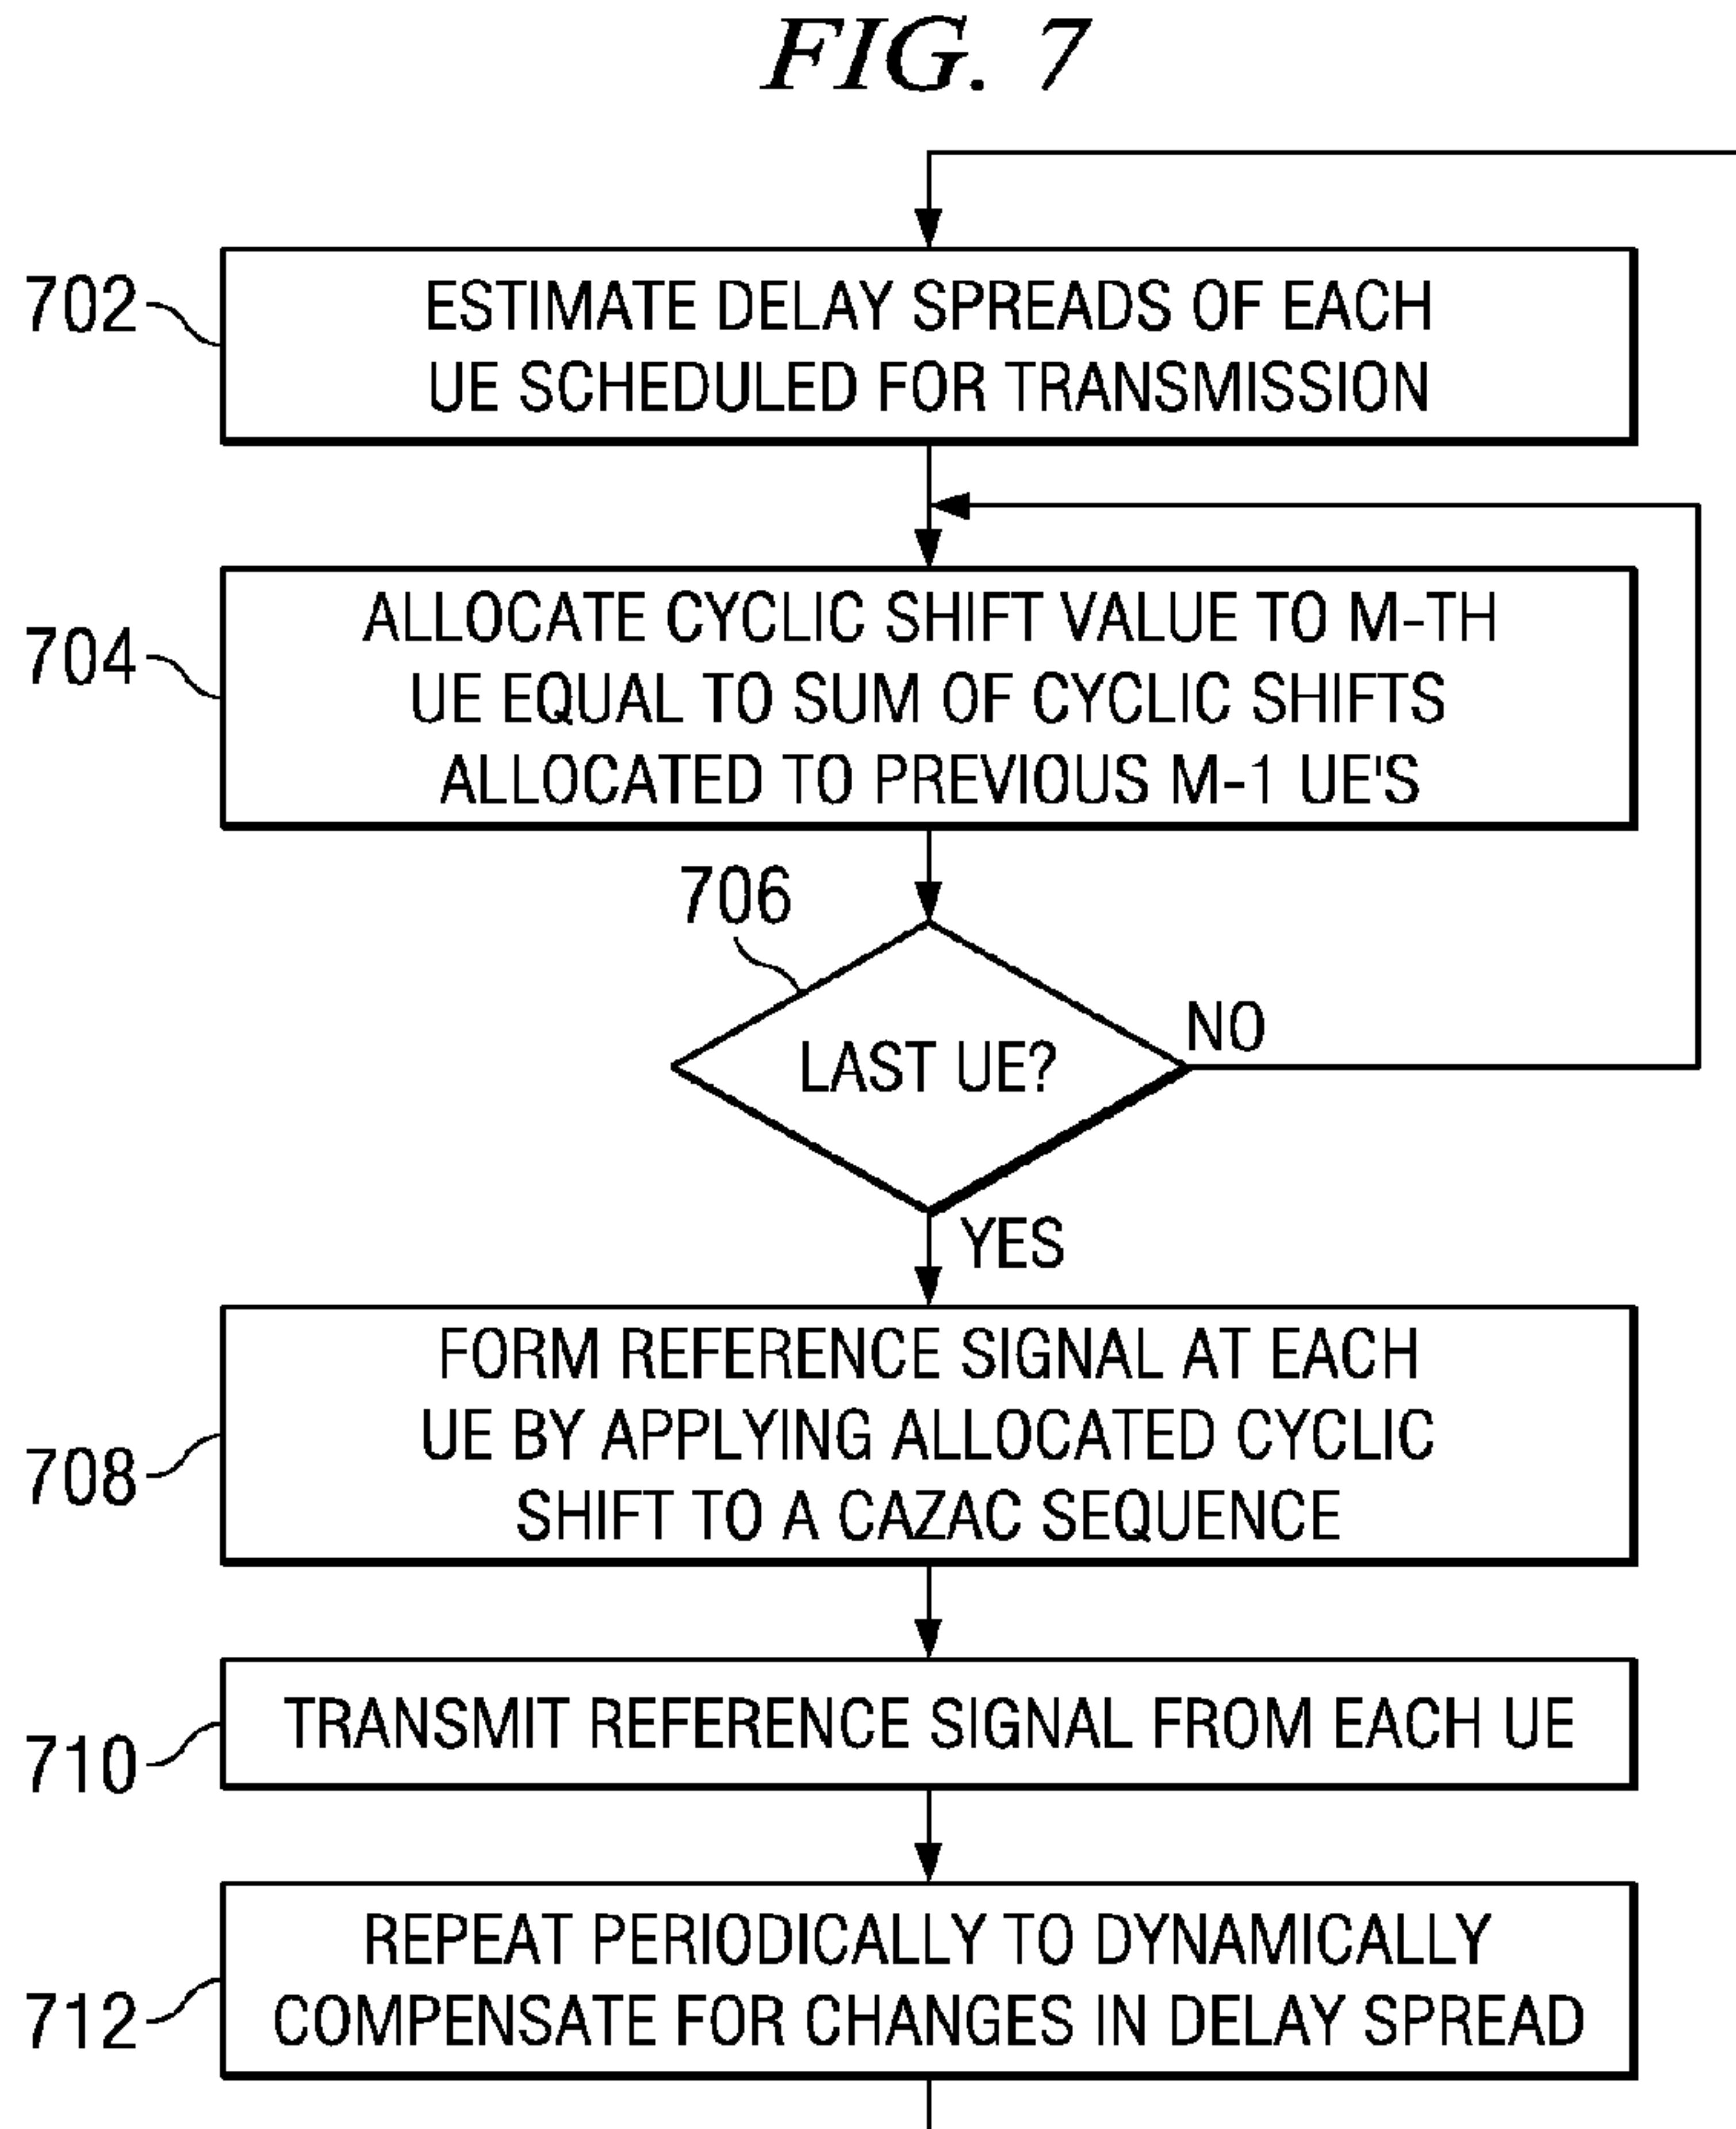 FIG. 7
702
ESTIMATE DELAY SPREADS OF EACH
UE SCHEDULED FOR TRANSMISSION
704
ALLOCATE CYCLIC SHIFT VALUE TO M-TH
UE EQUAL TO SUM OF CYCLIC SHIFTS
ALLOCATED TO PREVIOUS M-1 UE'S
706
LAST UE?
NO
YES
708
FORM REFERENCE SIGNAL AT EACH
UE BY APPLYING ALLOCATED CYCLIC
SHIFT TO A CAZAC SEQUENCE
710
TRANSMIT REFERENCE SIGNAL FROM EACH UE
712
REPEAT PERIODICALLY TO DYNAMICALLY
COMPENSATE FOR CHANGES IN DELAY SPREAD